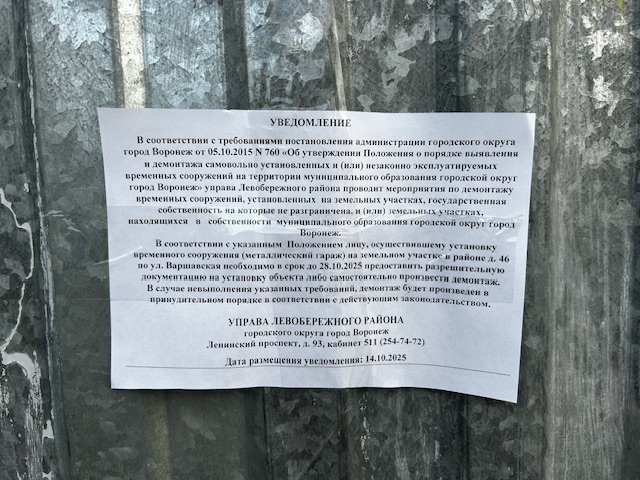 УВЕДОМЛЕНИЕ
В соответствии с требованиями постановления администрации городского округа
город Воронеж от 05.10.2015 N 760 «Об утверждении Положения о порядке выявления
и демонтажа самовольно установленных и (или) незаконно эксплуатируемых
временных сооружений на территории муниципального образования городской округ
город Воронеж» управа Левобережного района проводит мероприятия по демонтажу
временных сооружений, установленных на земельных участках, государственная
собственность на которые не разграничена, и (или) земельных участках,
находящихся в собственности муниципального образования городской округ город
Воронеж.
В соответствии с указанным Положением лицу, осуществившему установку
временного сооружения (металлический гараж) на земельном участке в районе д. 46
по ул. Варшавская необходимо в срок до 28.10.2025 предоставить разрешительную
документацию на установку объекта либо самостоятельно произвести демонтаж.
В случае невыполнения указанных требований, демонтаж будет произведен в
принудительном порядке в соответствии с действующим законодательством.
УПРАВА ЛЕВОБЕРЕЖНОГО РАЙОНА
городского округа город Воронеж
Ленинский проспект, д. 93, кабинет 511 (254-74-72)
Дата размещения уведомления: 14.10.2025